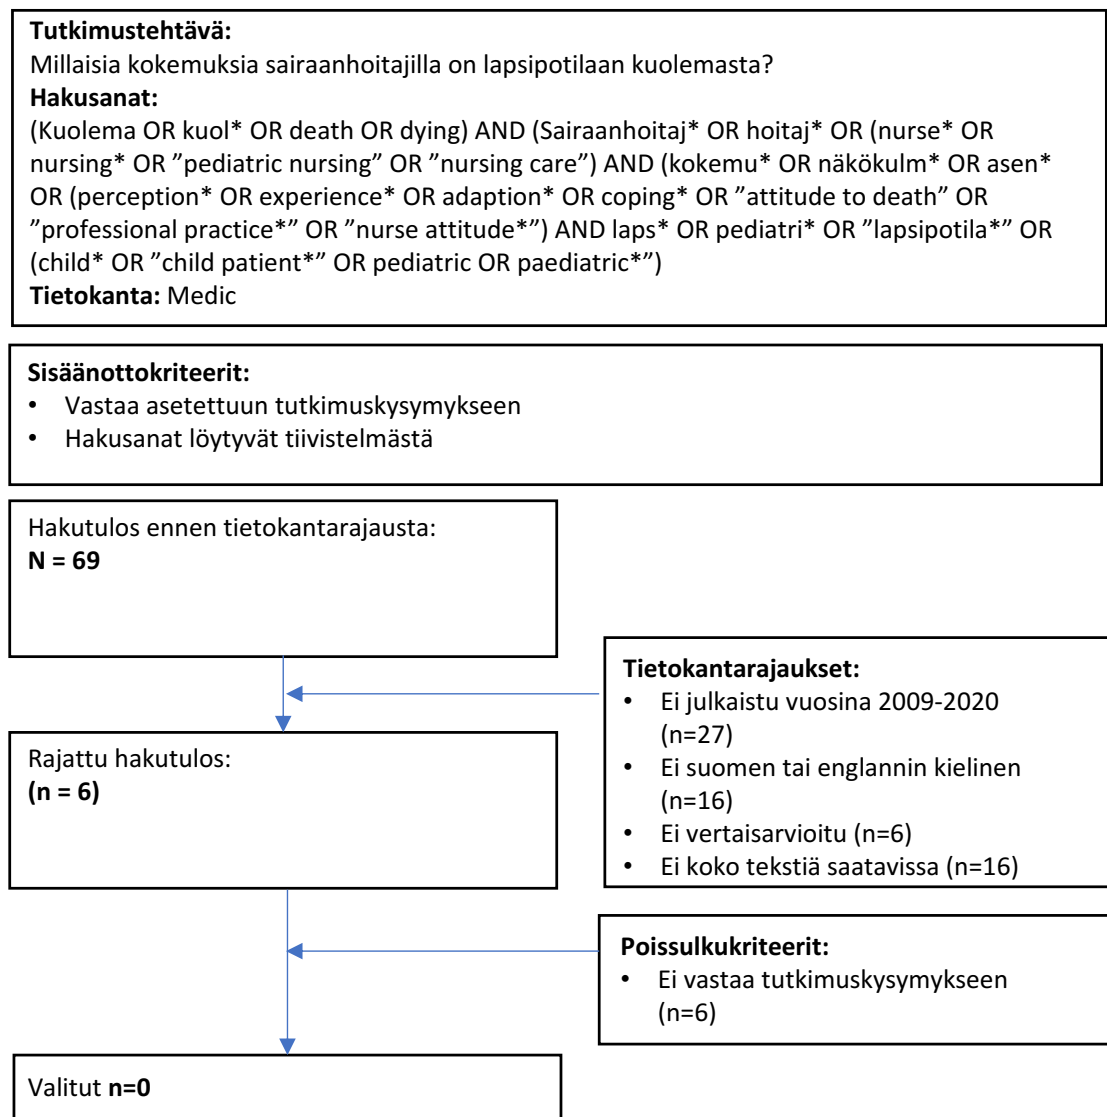 Tutkimustehtävä:
Millaisia kokemuksia sairaanhoitajilla on lapsipotilaan kuolemasta?
Hakusanat:
(Kuolema OR kuol* OR death OR dying) AND (Sairaanhoitaj* OR hoitaj* OR (nurse* OR
nursing* OR ”pediatric nursing” OR ”nursing care”) AND (kokemu* OR näkökulm* OR asen*
OR (perception* OR experience* OR adaption* OR coping* OR ”attitude to death” OR
”professional practice*” OR ”nurse attitude*”) AND laps* OR pediatri* OR ”lapsipotila*” OR
(child* OR ”child patient*” OR pediatric OR paediatric*”)
Tietokanta: Medic
Sisäänottokriteerit:
• Vastaa asetettuun tutkimuskysymykseen
• Hakusanat löytyvät tiivistelmästä
Hakutulos ennen tietokantarajausta:
N = 69
Tietokantarajaukset:
• Ei julkaistu vuosina 2009-2020
(n=27)
• Ei suomen tai englannin kielinen
(n=16)
• Ei vertaisarvioitu (n=6)
• Ei koko tekstiä saatavissa (n=16)
Rajattu hakutulos:
(n = 6)
Poissulkukriteerit:
• Ei vastaa tutkimuskysymykseen
(n=6)
Valitut n=0